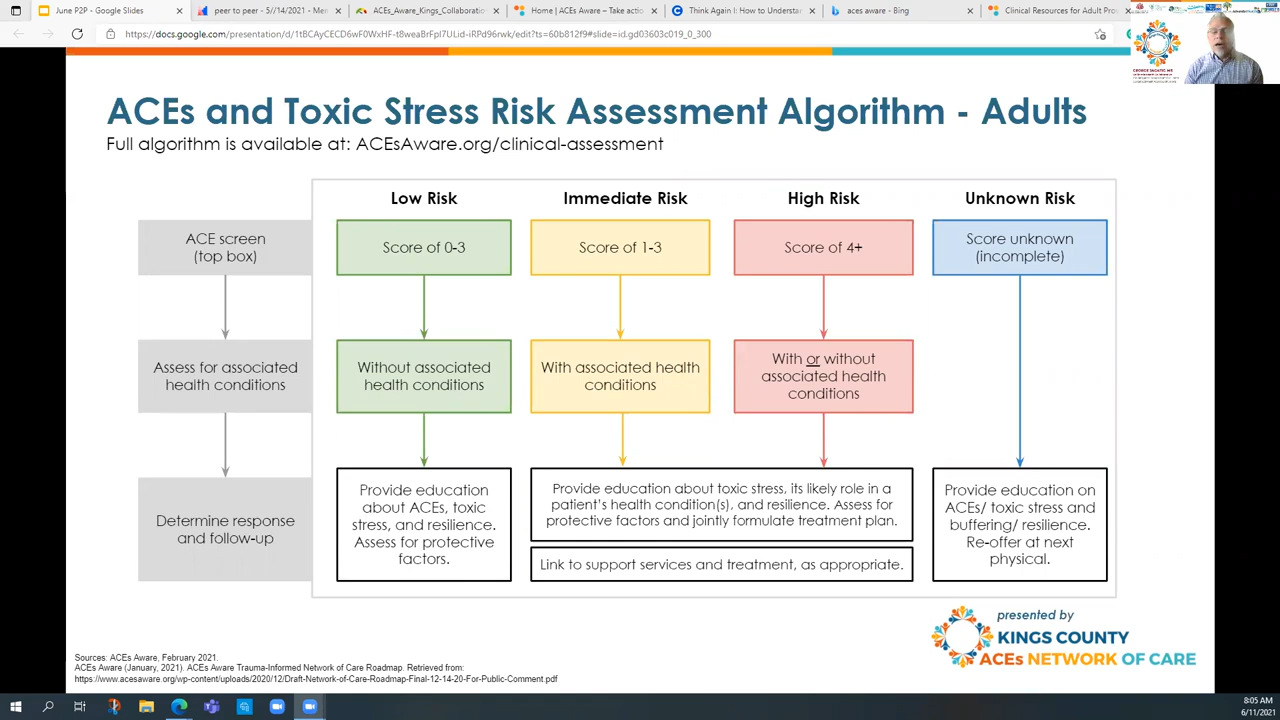 June P2P - Google Slides
peer to peer - 5/14/2021 - Me
ACEs_Aware_Kings_Collaboratio
Home | ACEs Aware – Take actio
Think Again I: How to Understan
aces aware - Bing
Clinical Resources for Adult Pro
https://docs.google.com/presentation/d/1tBCAyCECD6wF0WxHF-t8weaBrFpI7ULid-iRPd96rwk/edit?ts=60b812f9#slide=id.gd03603c019_0_300
ACEs and Toxic Stress Risk Assessment Algorithm - Adults
Full algorithm is available at: ACEsAware.org/clinical-assessment
Low Risk
Immediate Risk
High Risk
Unknown Risk
ACE screen
(top box)
Score of 0-3
Score of 1-3
Score of 4+
Score unknown
(incomplete)
Assess for associated
health conditions
Without associated
health conditions
With associated health
conditions
With or without
associated health
conditions
Determine response
and follow-up
Provide education
about ACEs, toxic
stress, and resilience.
Assess for protective
factors.
Provide education about toxic stress, its likely role in a
patient's health condition(s), and resilience. Assess for
protective factors and jointly formulate treatment plan.
Link to support services and treatment, as appropriate.
Provide education on
ACEs/ toxic stress and
buffering/ resilience.
Re-offer at next
physical.
presented by
KINGS COUNTY
ACEs NETWORK OF CARE
Sources: ACEs Aware, February 2021.
ACEs Aware (January, 2021). ACEs Aware Trauma-Informed Network of Care Roadmap. Retrieved from:
https://www.acesaware.org/wp-content/uploads/2020/12/Draft-Network-of-Care-Roadmap-Final-12-14-20-For-Public-Comment.pdf
8:05 AM
6/11/2021